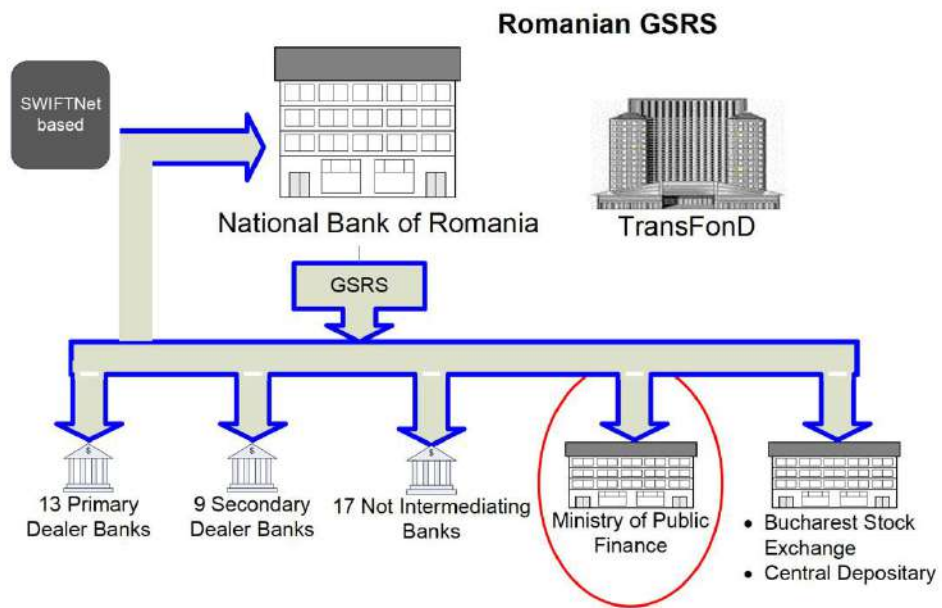 Romanian GSRS
SWIFTNet
based
National Bank of Romania
TransFonD
GSRS
13 Primary
Dealer Banks
9 Secondary
Dealer Banks
17 Not Intermediating
Banks
Ministry of Public
Finance
• Bucharest Stock
Exchange
• Central Depositary